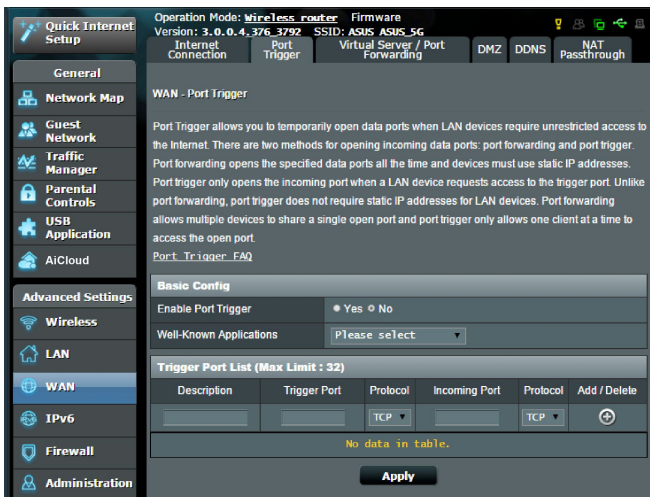 Quick Internet
Setup
Operation Mode: Wireless router Firmware
Version: 3.0.0.4.376_3792 SSID: ASUS ASUS_5G
Internet
Connection
Port
Trigger
Virtual Server / Port
Forwarding
DMZ
DDNS
NAT
Passthrough
General
Network Map
Guest
Network
Traffic
Manager
Parental
Controls
USB
Application
AiCloud
Advanced Settings
Wireless
LAN
WAN
IPv6
Firewall
Administration
WAN - Port Trigger
Port Trigger allows you to temporarily open data ports when LAN devices require unrestricted access to
the Internet. There are two methods for opening incoming data ports: port forwarding and port trigger.
Port forwarding opens the specified data ports all the time and devices must use static IP addresses.
Port trigger only opens the incoming port when a LAN device requests access to the trigger port. Unlike
port forwarding, port trigger does not require static IP addresses for LAN devices. Port forwarding
allows multiple devices to share a single open port and port trigger only allows one client at a time to
access the open port.
Port Trigger FAQ
Basic Config
Enable Port Trigger
Yes No
Well-Known Applications
Please select
Trigger Port List (Max Limit : 32)
Description Trigger Port Protocol Incoming Port Protocol Add / Delete
TCP TCP
No data in table.
Apply